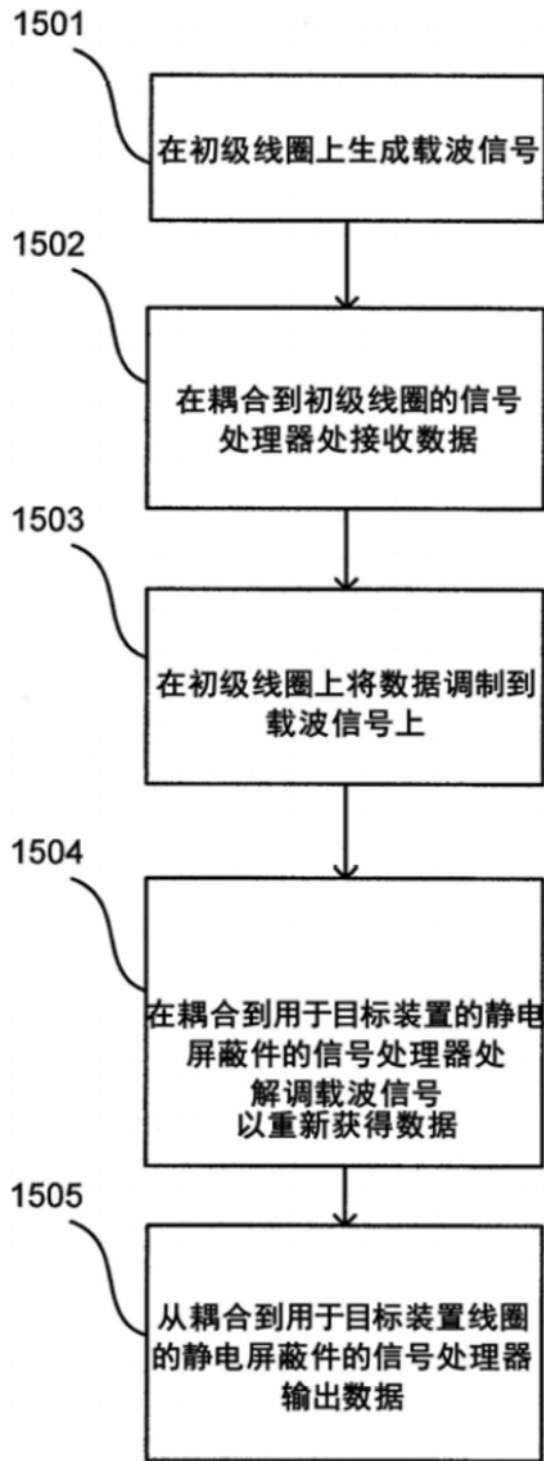 1501
在初级线圈上生成载波信号
1502
在耦合到初级线圈的信号
处理器处接收数据
1503
在初级线圈上将数据调制到
载波信号上
1504
在耦合到用于目标装置的静电
屏蔽件的信号处理器处
解调载波信号
以重新获得数据
1505
从耦合到用于目标装置线圈
的静电屏蔽件的信号处理器
输出数据